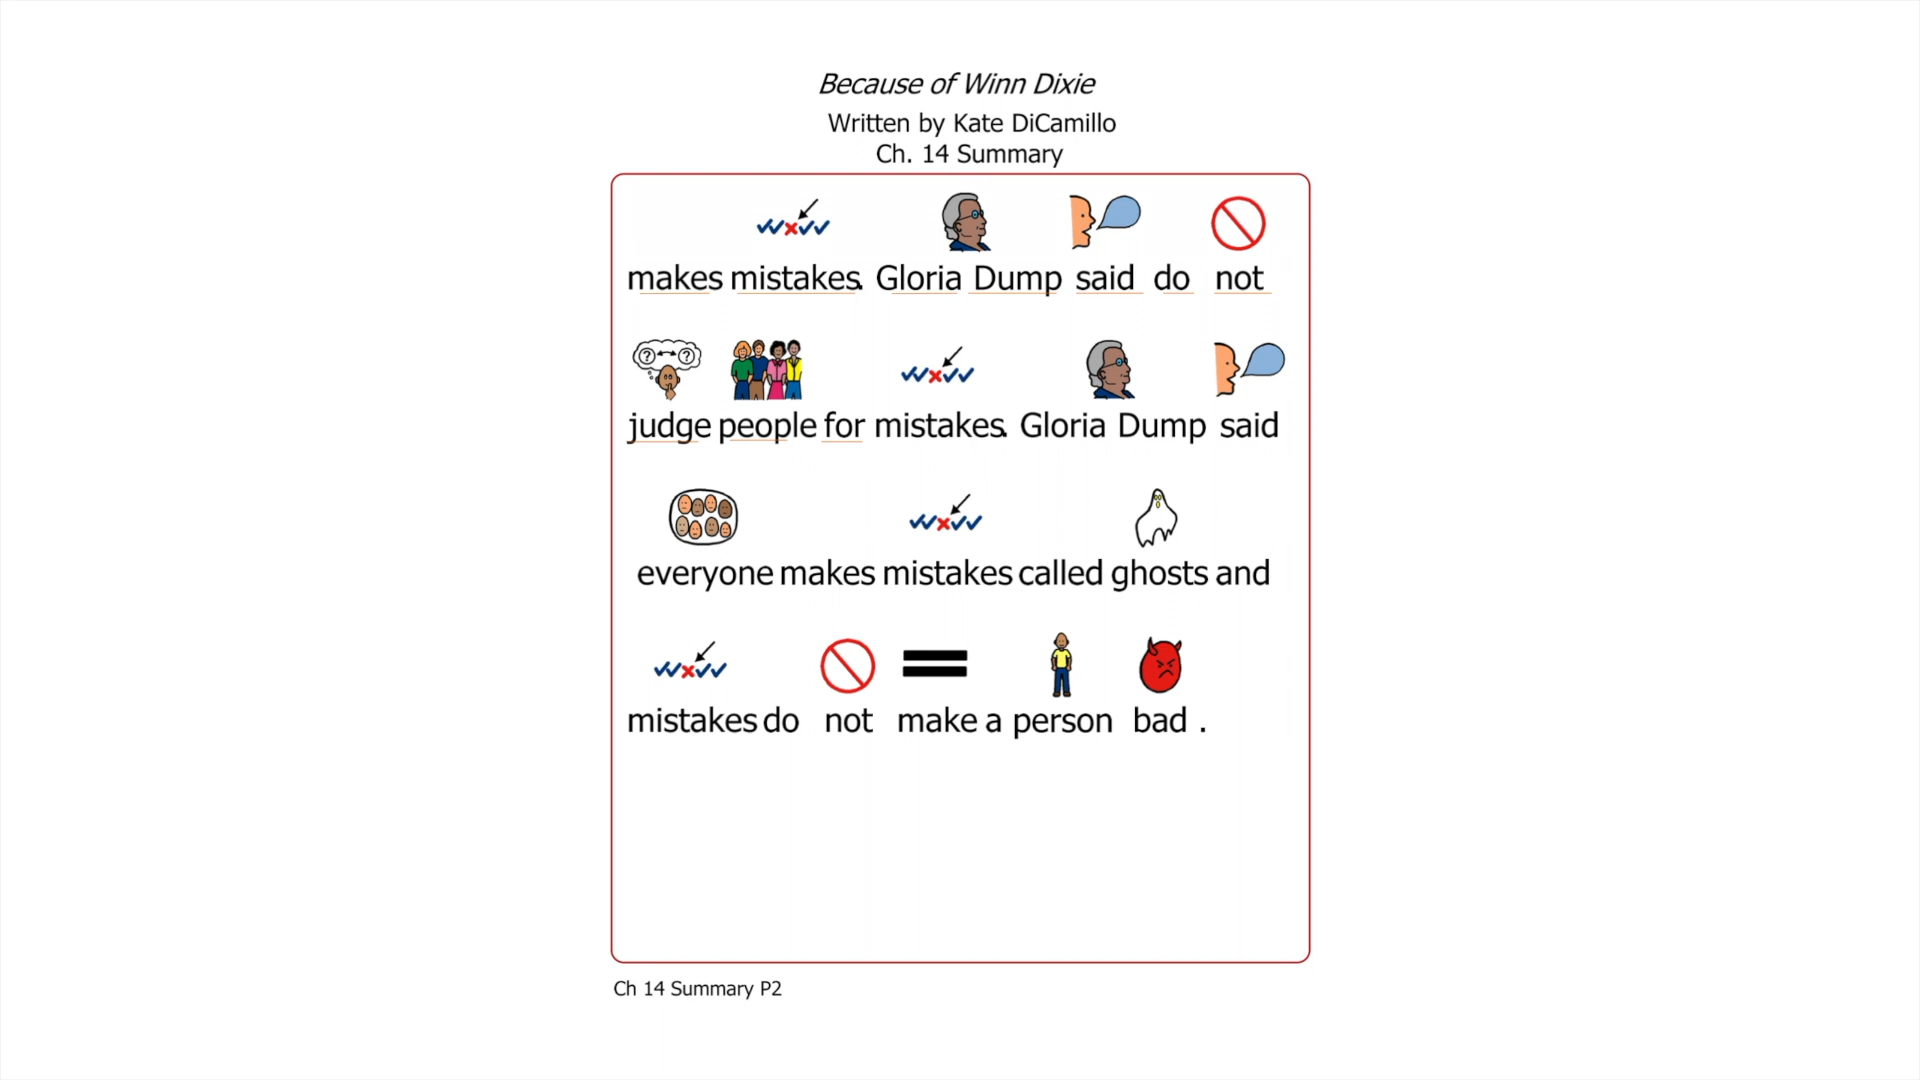 Because of Winn Dixie
Written by Kate DiCamillo
Ch. 14 Summary
makes mistakes. Gloria Dump said do not
judge people for mistakes. Gloria Dump said
everyone makes mistakes called ghosts and
mistakes do not make a person bad .
Ch 14 Summary P2